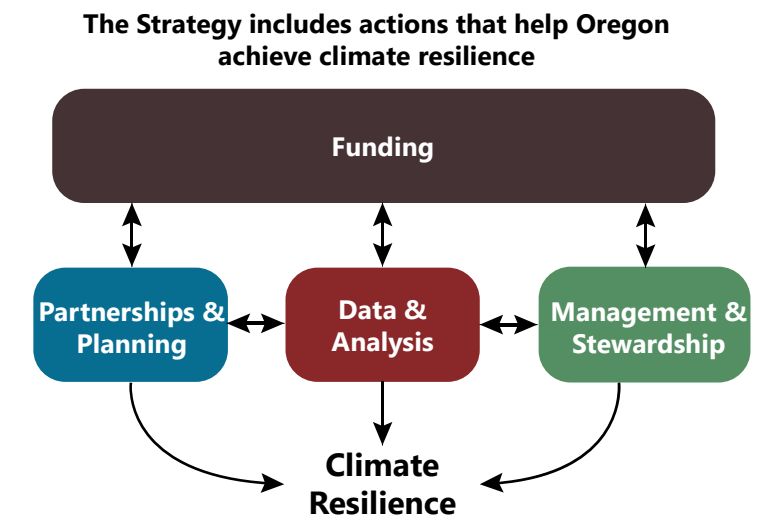 The Strategy includes actions that help Oregon
achieve climate resilience
Funding
Partnerships &
Planning
Data &
Analysis
Management &
Stewardship
Climate
Resilience